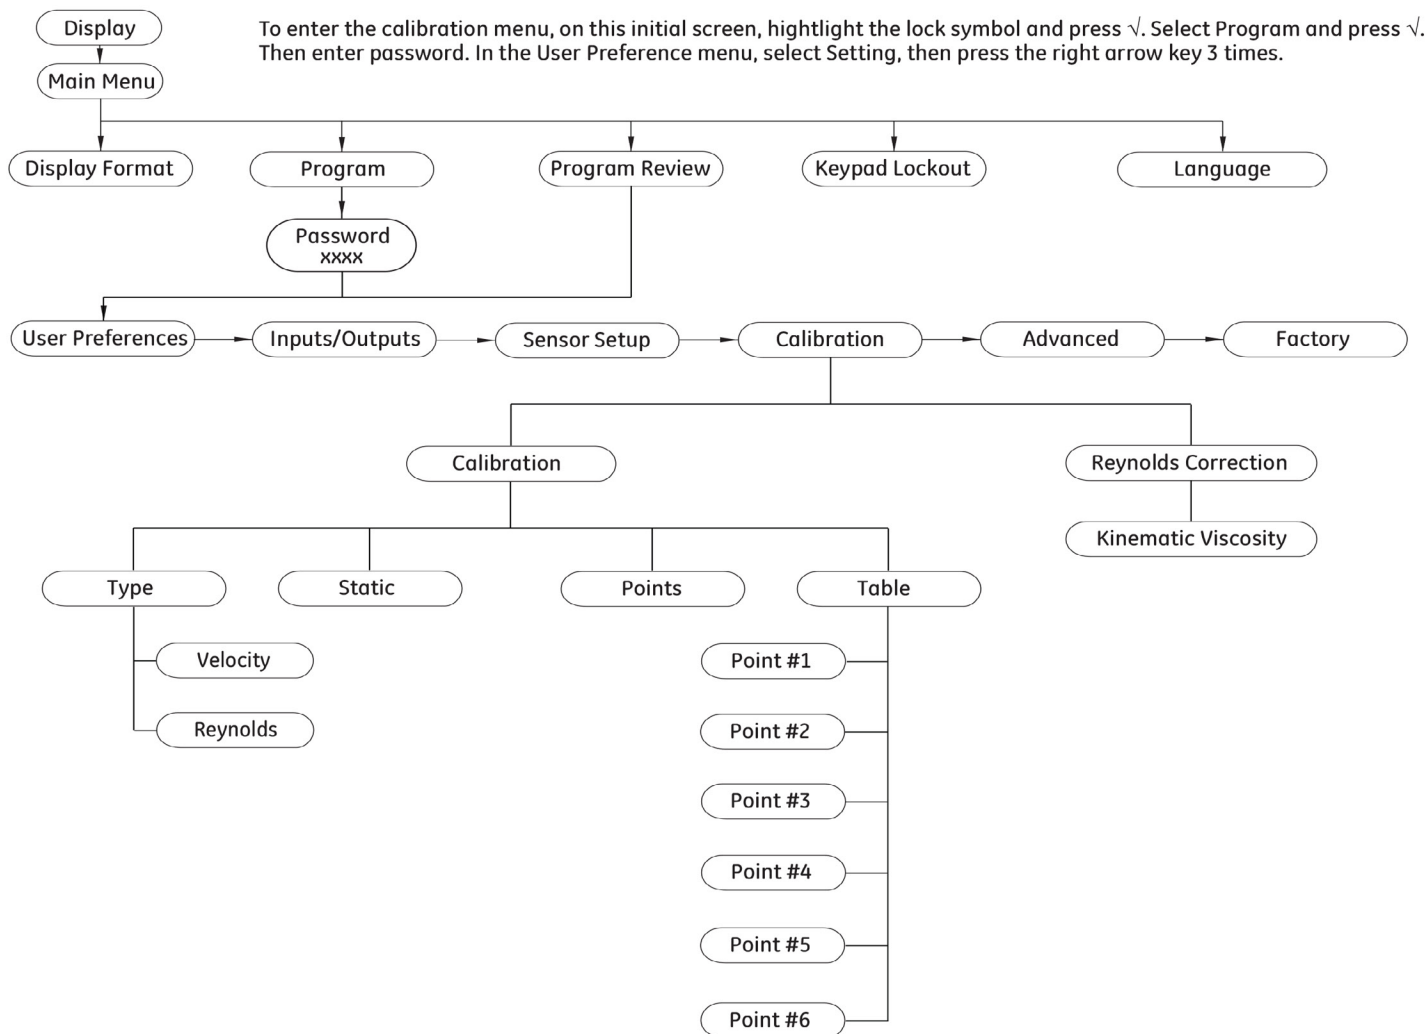 Display
To enter the calibration menu, on this initial screen, hightlight the lock symbol and press √. Select Program and press √.
Then enter password. In the User Preference menu, select Setting, then press the right arrow key 3 times.
Main Menu
Display Format
Program
Program Review
Keypad Lockout
Language
Password
xxxx
User Preferences
Inputs/Outputs
Sensor Setup
Calibration
Advanced
Factory
Calibration
Reynolds Correction
Kinematic Viscosity
Type
Static
Points
Table
Velocity
Reynolds
Point #1
Point #2
Point #3
Point #4
Point #5
Point #6